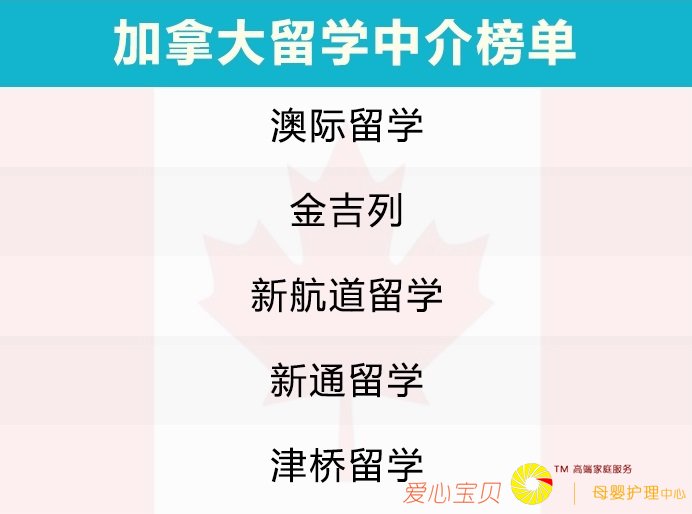 加拿大留学中介榜单
澳际留学
金吉列
新航道留学
新通留学
津桥留学
爱心宝贝
TM 高端家庭服务
母婴护理中心